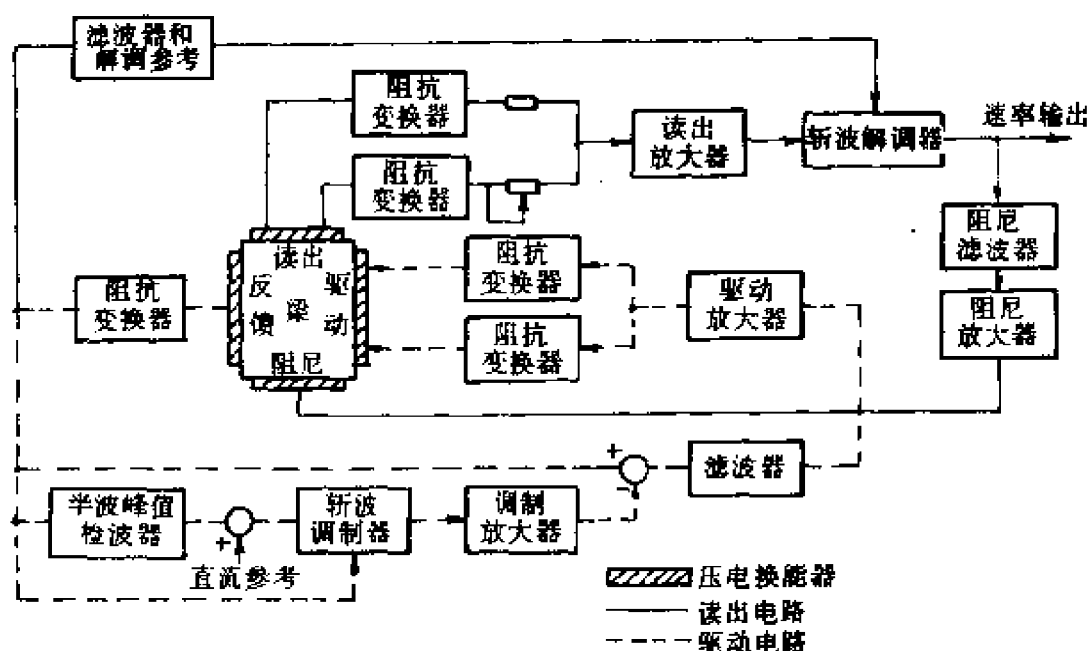 滤波器和
解调参考
阻抗
变换器
阻抗
变换器
读出
放大器
斩波解调器
速率输出
阻尼
滤波器
阻尼
放大器
阻抗
变换器
读出
反
馈
梁
驱
动
阻尼
阻抗
变换器
阻抗
变换器
驱动
放大器
+
滤波器
半波峰值
检波器
+
直流参考
斩波
调制器
调制
放大器
-
压电换能器
读出电路
驱动电路